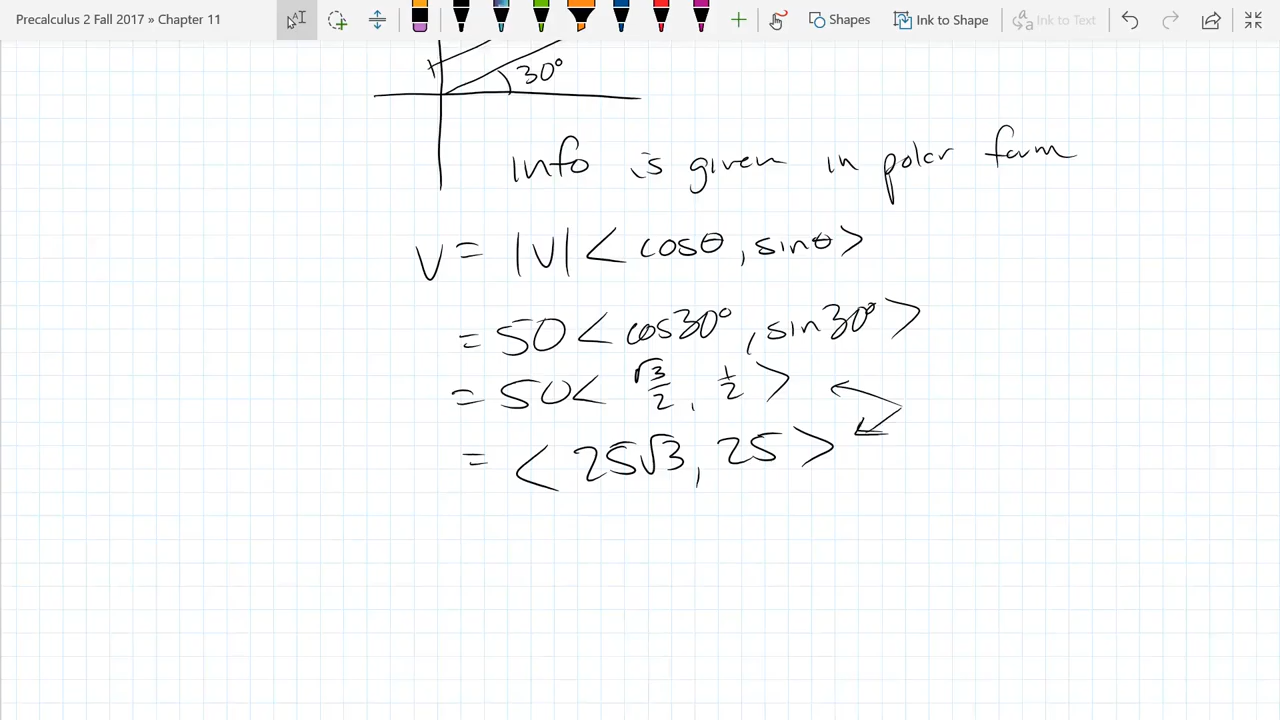 Precalculus 2 Fall 2017 » Chapter 11
Shapes
Ink to Shape
Ink to Text
30°
info is given in polar form
V = |V| < cosθ, sinθ>
= 50 < cos30°, sin30° >
= 50 < √3/2, 1/2 >
= < 25√3, 25 >